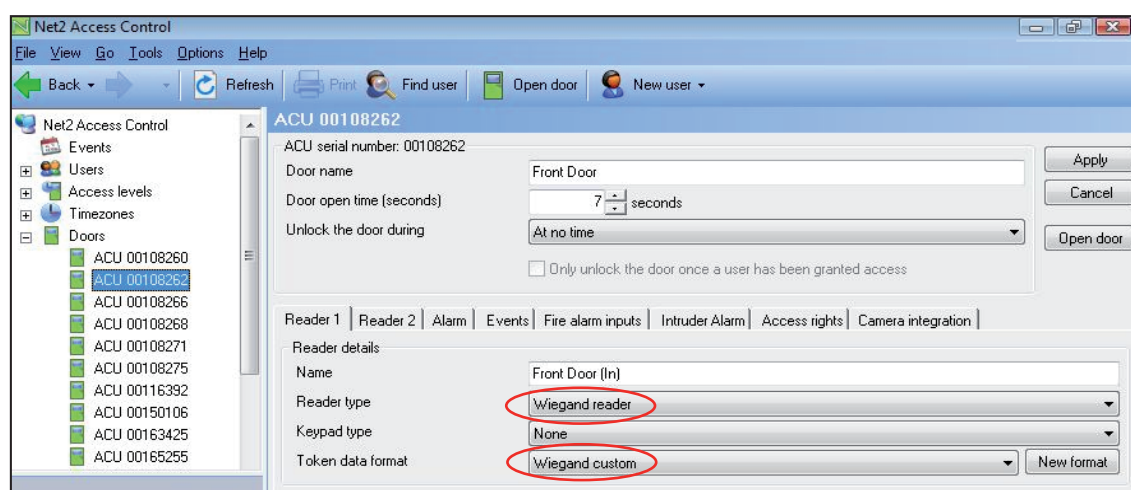 Net2 Access Control
File View Go Tools Options Help
Back Refresh Print Find user Open door New user
Net2 Access Control
Events
Users
Access levels
Timezones
Doors
ACU 00108260
ACU 00108262
ACU 00108266
ACU 00108268
ACU 00108271
ACU 00108275
ACU 00116392
ACU 00150106
ACU 00163425
ACU 00165255
ACU 00108262
ACU serial number: 00108262
Door name Front Door
Door open time (seconds) 7 seconds
Unlock the door during At no time
Only unlock the door once a user has been granted access
Apply
Cancel
Open door
Reader 1 Reader 2 Alarm Events Fire alarm inputs Intruder Alarm Access rights Camera integration
Reader details
Name Front Door (In)
Reader type Wiegand reader
Keypad type None
Token data format Wiegand custom New format